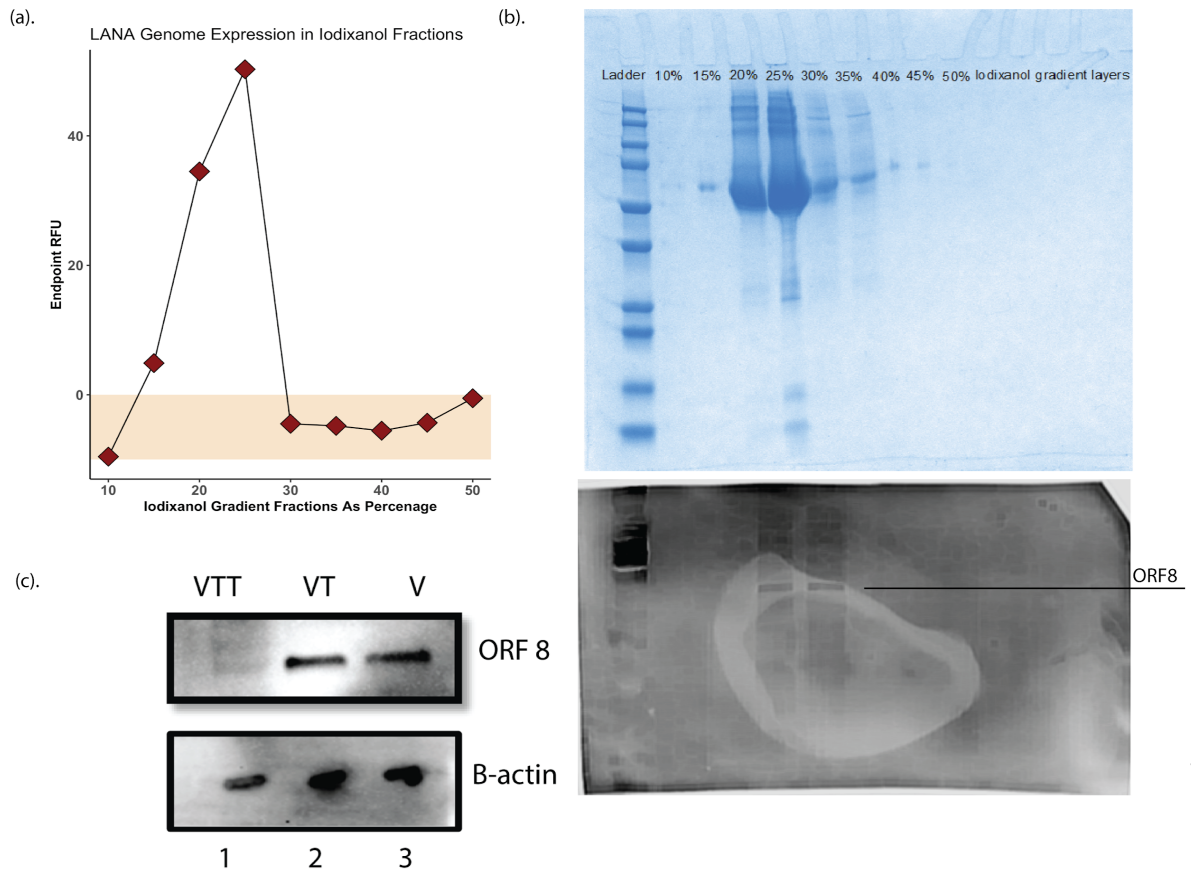 (a).
LANA Genome Expression in Iodixanol Fractions
Endpoint RFU
40
20
0
10 20 30 40 50
Iodixanol Gradient Fractions As Percenage
(b).
Ladder 10% 15% 20% 25% 30% 35% 40% 45% 50% Iodixanol gradient layers
ORF8
(c).
VTT VT V
ORF 8
B-actin
1 2 3